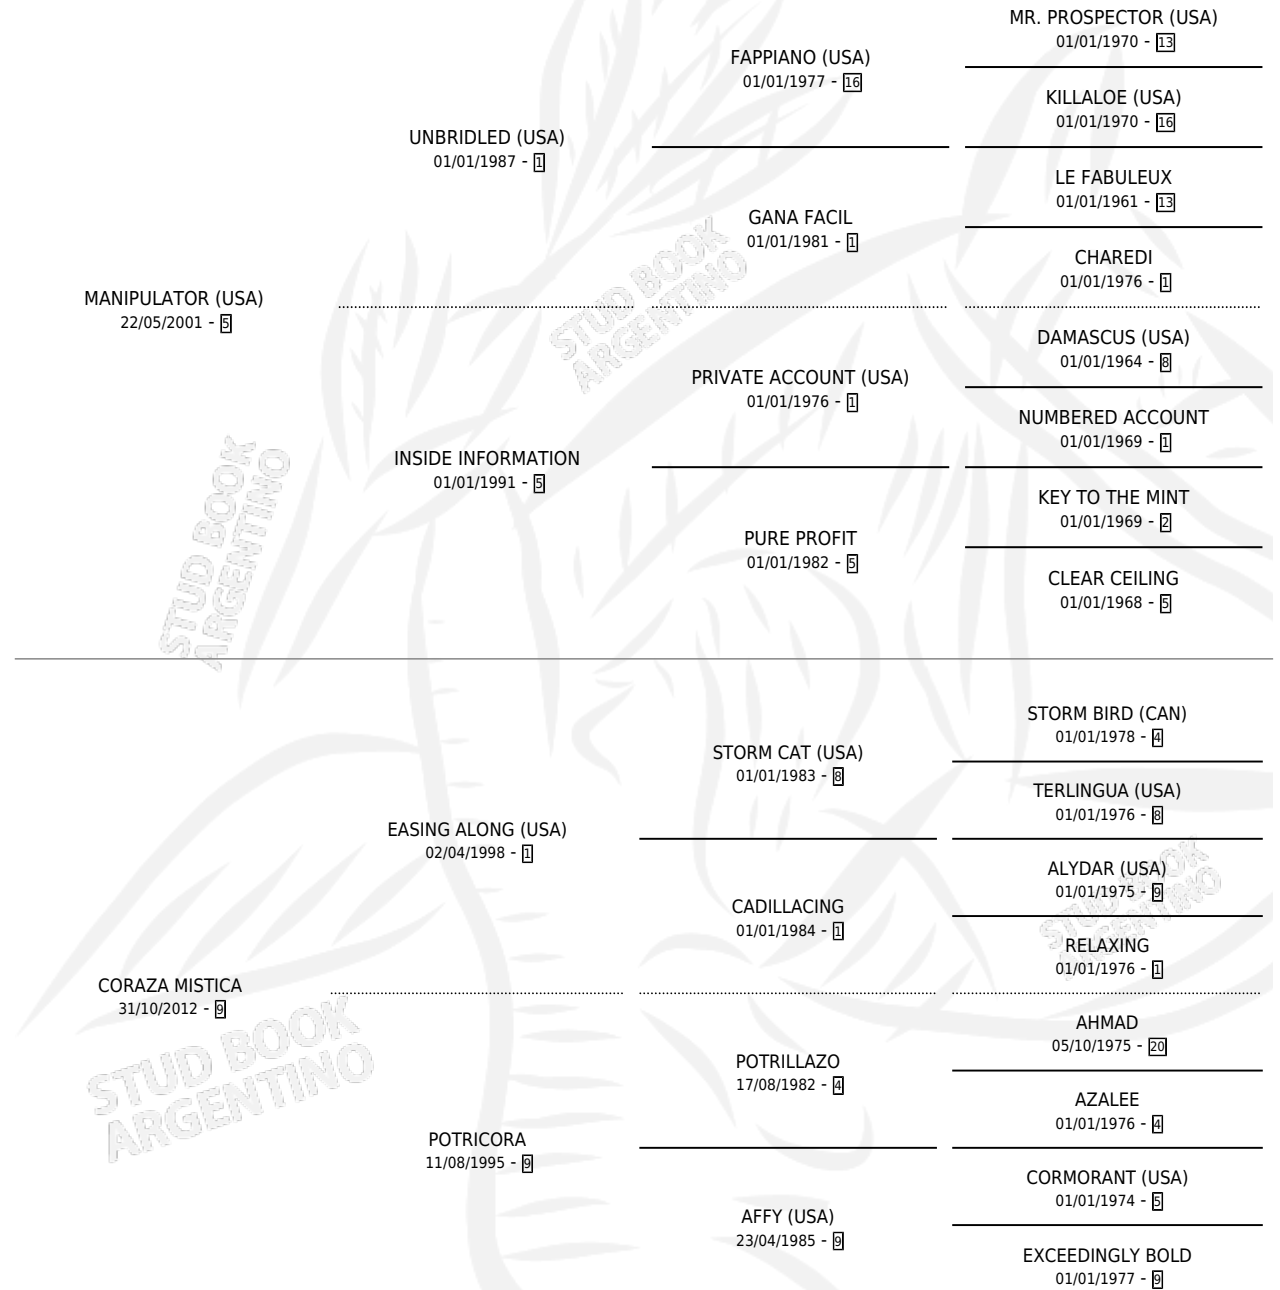 MR. PROSPECTOR (USA)
01/01/1970 - 13
FAPPIANO (USA)
01/01/1977 - 16
KILLALOE (USA)
01/01/1970 - 16
UNBRIDLED (USA)
01/01/1987 - 1
LE FABULEUX
01/01/1961 - 13
GANA FACIL
01/01/1981 - 1
CHAREDI
01/01/1976 - 1
MANIPULATOR (USA)
22/05/2001 - 5
DAMASCUS (USA)
01/01/1964 - 8
PRIVATE ACCOUNT (USA)
01/01/1976 - 1
NUMBERED ACCOUNT
01/01/1969 - 1
INSIDE INFORMATION
01/01/1991 - 5
KEY TO THE MINT
01/01/1969 - 2
PURE PROFIT
01/01/1982 - 5
CLEAR CEILING
01/01/1968 - 5
STORM BIRD (CAN)
01/01/1978 - 4
STORM CAT (USA)
01/01/1983 - 8
TERLINGUA (USA)
01/01/1976 - 8
EASING ALONG (USA)
02/04/1998 - 1
ALYDAR (USA)
01/01/1975 - 9
CADILLACING
01/01/1984 - 1
RELAXING
01/01/1976 - 1
CORAZA MISTICA
31/10/2012 - 9
AHMAD
05/10/1975 - 20
POTRILLAZO
17/08/1982 - 4
AZALEE
01/01/1976 - 4
POTRICORA
11/08/1995 - 9
CORMORANT (USA)
01/01/1974 - 5
AFFY (USA)
23/04/1985 - 9
EXCEEDINGLY BOLD
01/01/1977 - 9
STUD BOOK
ARGENTINO
STUD BOOK
ARGENTINO
STUD BOOK
ARGENTINO
STUD BOOK
ARGENTINO